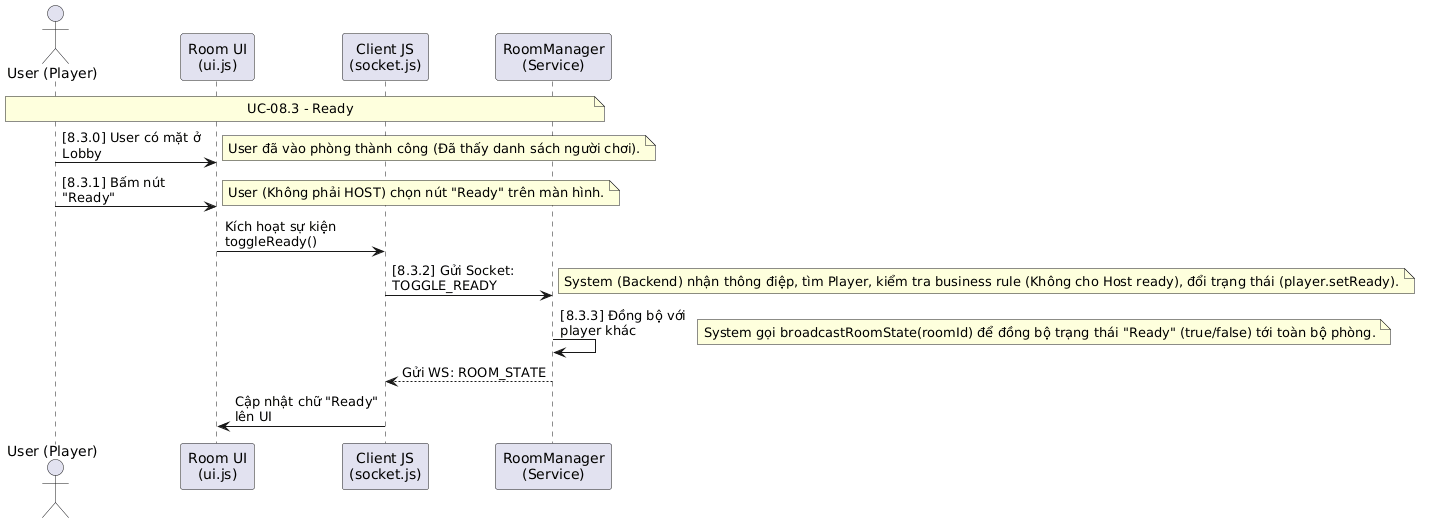 User (Player)
Room UI
(ui.js)
Client JS
(socket.js)
RoomManager
(Service)
UC-08.3 - Ready
[8.3.0] User có mặt ở
Lobby
User đã vào phòng thành công (Đã thấy danh sách người chơi).
[8.3.1] Bấm nút
"Ready"
User (Không phải HOST) chọn nút "Ready" trên màn hình.
Kích hoạt sự kiện
toggleReady()
[8.3.2] Gửi Socket:
TOGGLE_READY
System (Backend) nhận thông điệp, tìm Player, kiểm tra business rule (Không cho Host ready), đổi trạng thái (player.setReady).
[8.3.3] Đồng bộ với
player khác
System gọi broadcastRoomState(roomId) để đồng bộ trạng thái "Ready" (true/false) tới toàn bộ phòng.
Gửi WS: ROOM_STATE
Cập nhật chữ "Ready"
lên UI
User (Player)
Room UI
(ui.js)
Client JS
(socket.js)
RoomManager
(Service)